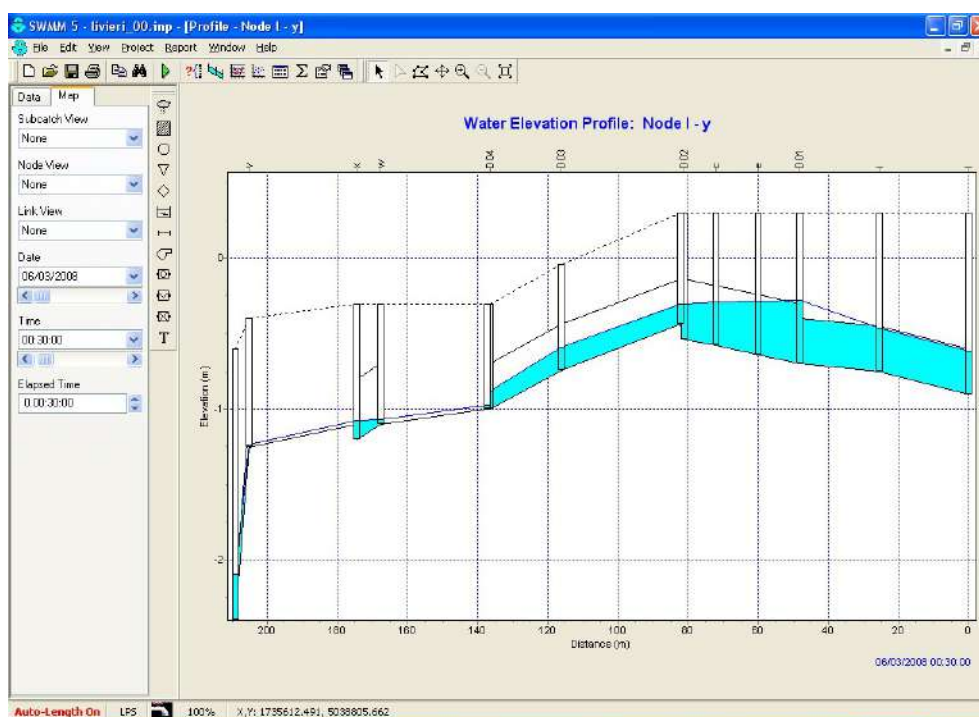 SWMM 5 - livieri_00.inp - [Profile - Node I - y]
File Edit View Project Report Window Help
Data Map
Subcatch View
None
Node View
None
Link View
None
Date
06/03/2008
Time
00:30:00
Elapsed Time
0.00:30:00
T
Water Elevation Profile: Node I - y
0
-1
-2
Elevation (m)
200 180 160 140 120 100 80 60 40 20 0
Distance (m)
06/03/2008 00:30:00
Auto-Length On LPS 100% X,Y: 1735612.491, 5038805.662